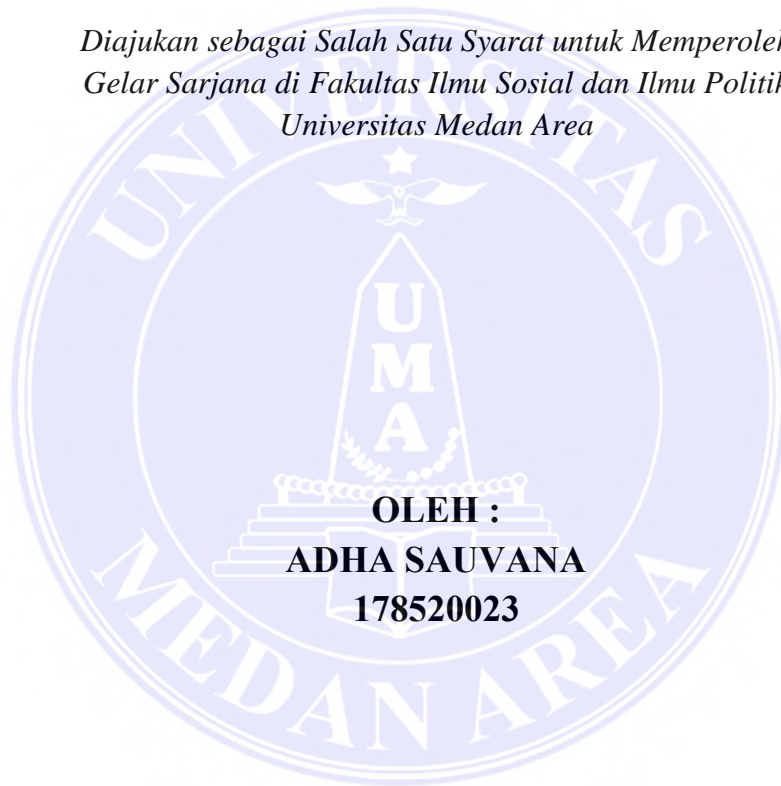 Diajukan sebagai Salah Satu Syarat untuk Memperoleh
Gelar Sarjana di Fakultas Ilmu Sosial dan Ilmu Politik
Universitas Medan Area
UNIVERSITAS
U
M
A
OLEH :
ADHA SAUVANA
178520023
MEDAN AREA